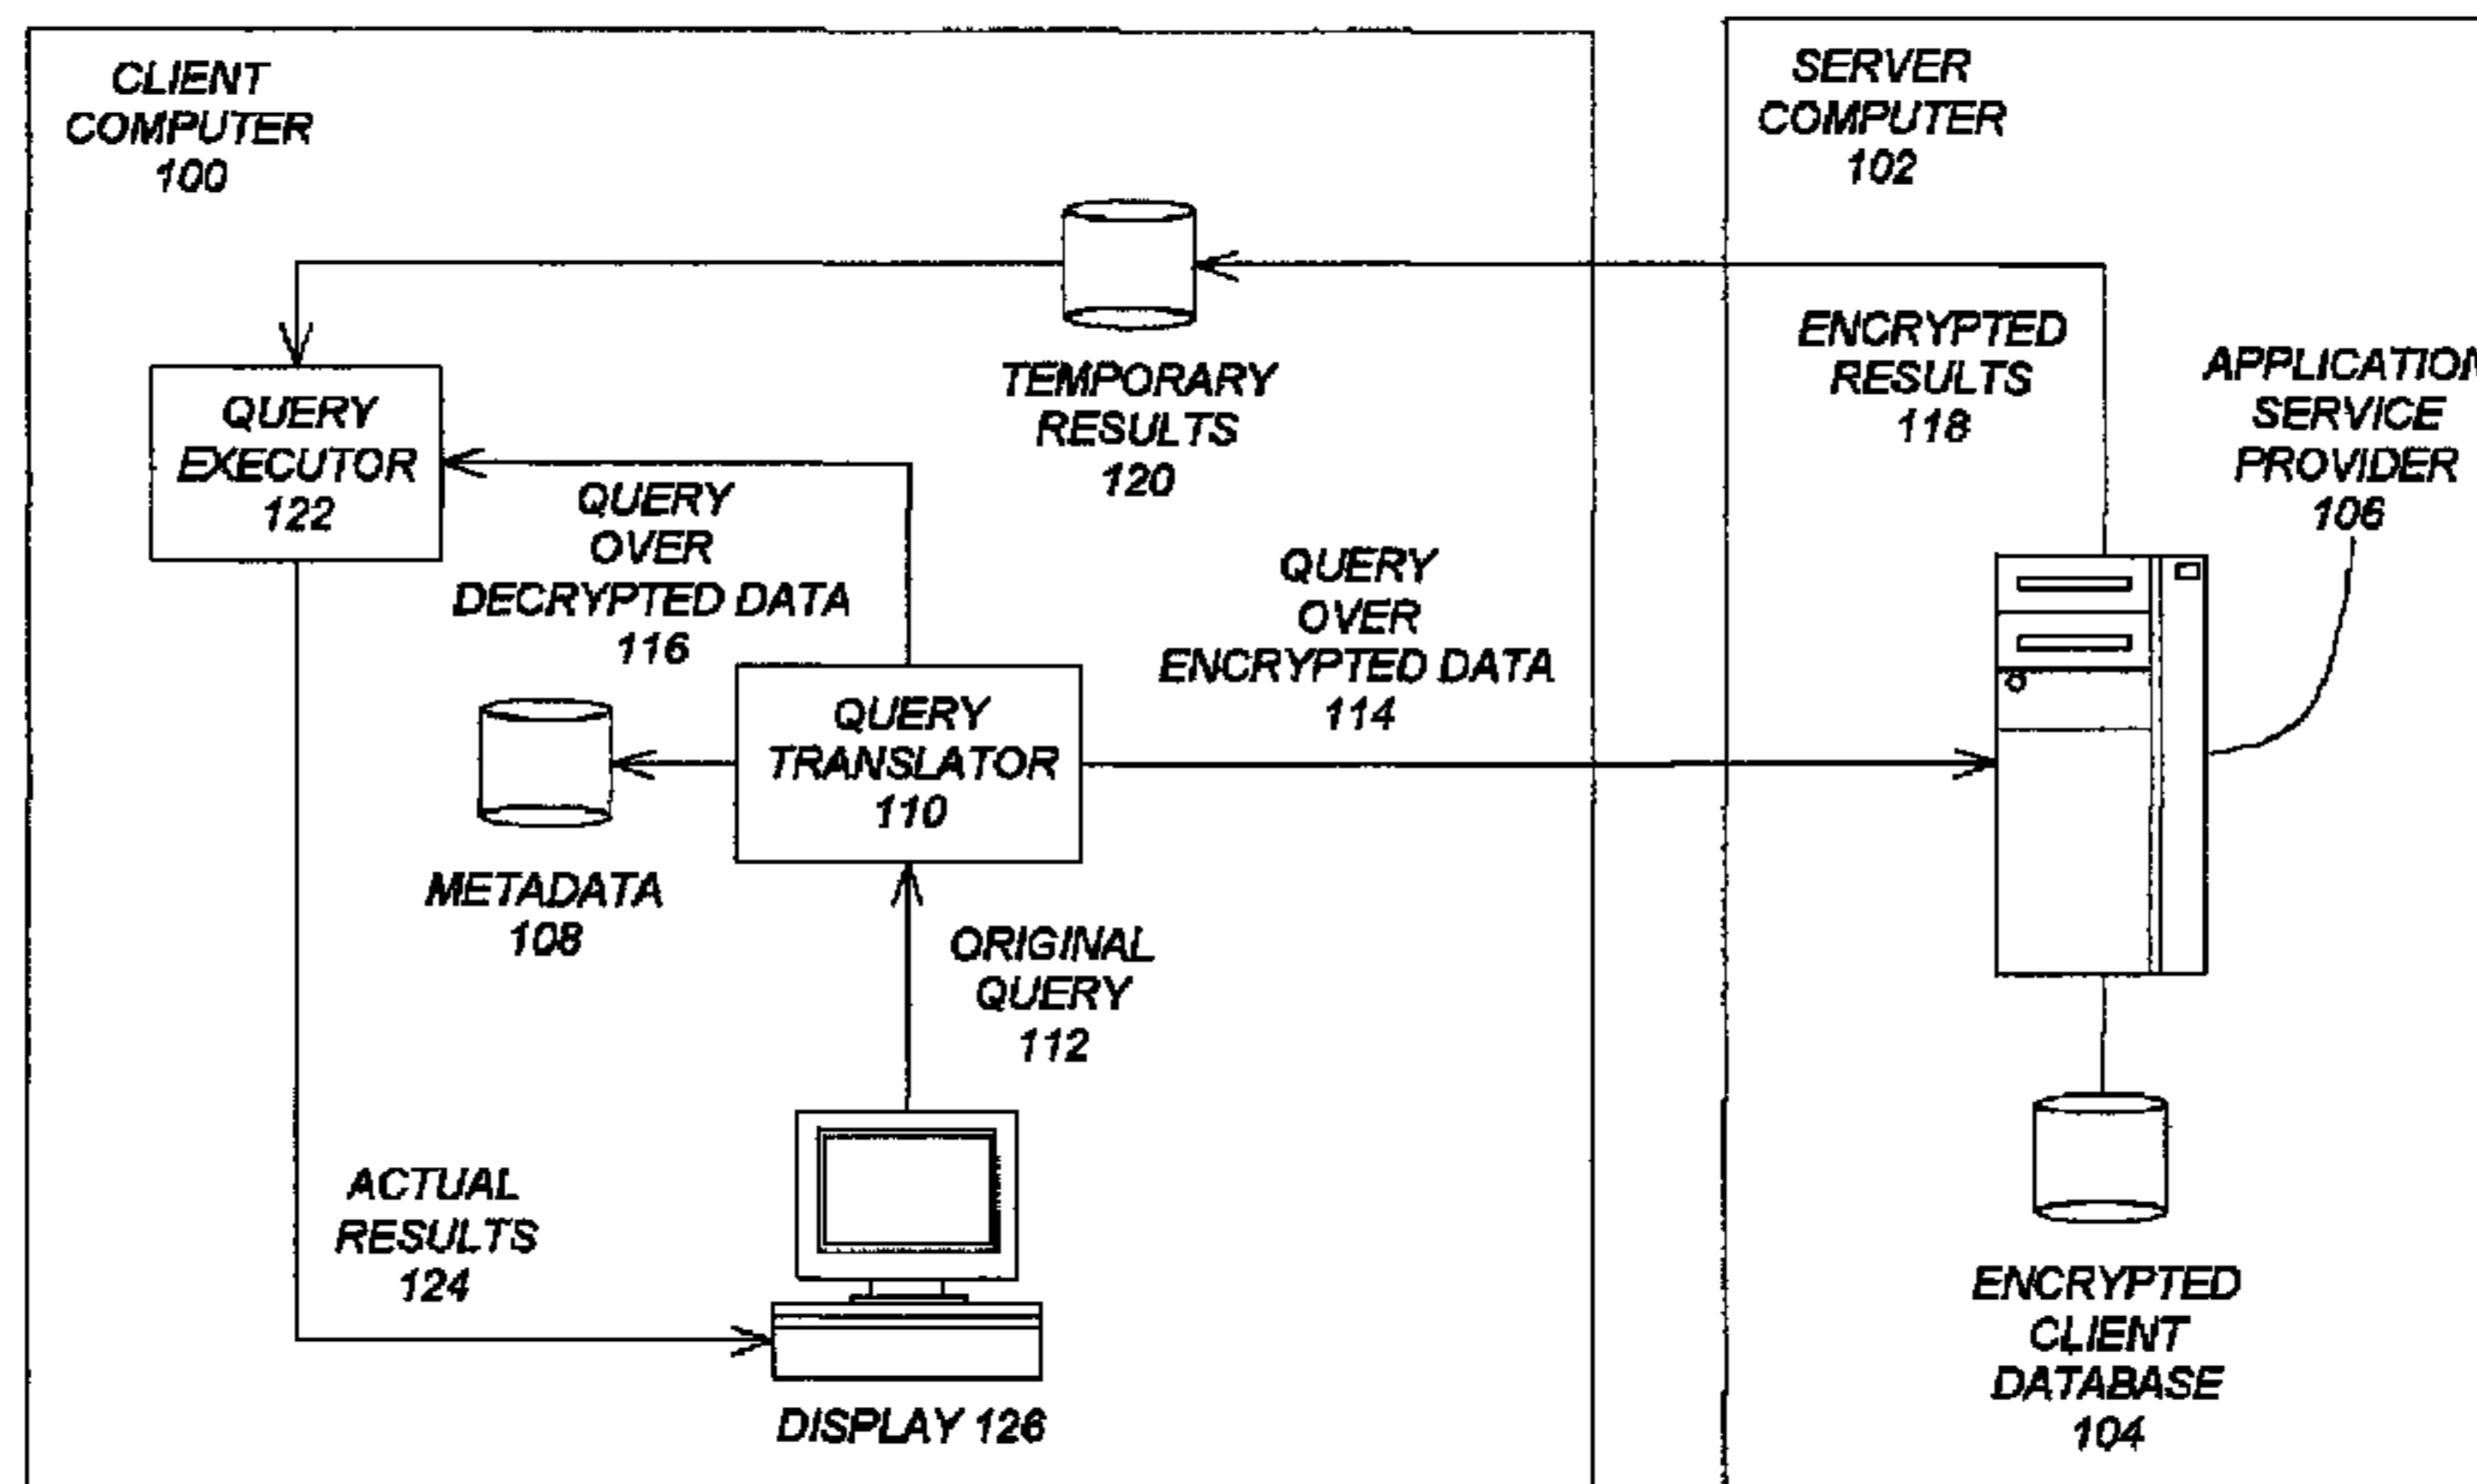 CLIENT
COMPUTER
100
SERVER
COMPUTER
102
TEMPORARY
RESULTS
120
ENCRYPTED
RESULTS
118
APPLICATION
SERVICE
PROVIDER
106
QUERY
EXECUTOR
122
QUERY
OVER
DECRYPTED DATA
116
QUERY
OVER
ENCRYPTED DATA
114
QUERY
TRANSLATOR
110
METADATA
108
ORIGINAL
QUERY
112
ACTUAL
RESULTS
124
DISPLAY 126
ENCRYPTED
CLIENT
DATABASE
104